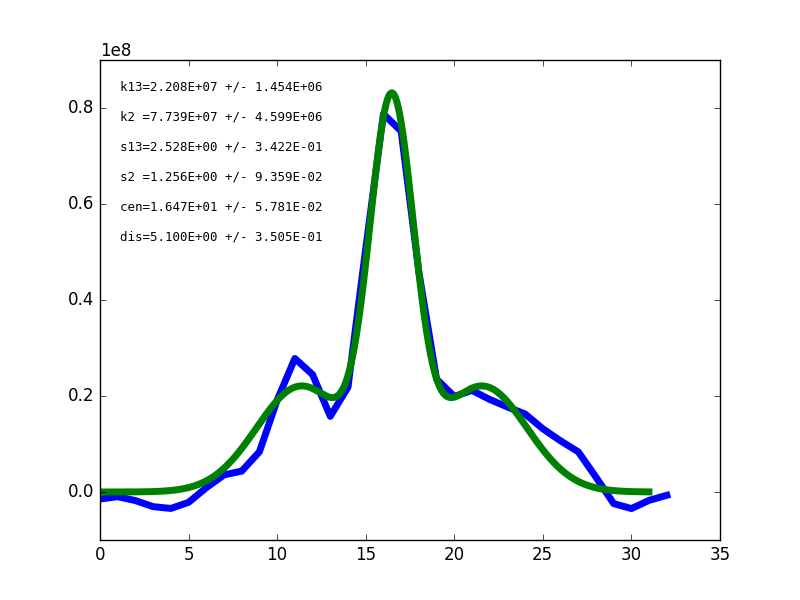 1e8
k13=2.208E+07 +/- 1.454E+06
k2 =7.739E+07 +/- 4.599E+06
s13=2.528E+00 +/- 3.422E-01
s2 =1.256E+00 +/- 9.359E-02
cen=1.647E+01 +/- 5.781E-02
dis=5.100E+00 +/- 3.505E-01
0.8
0.6
0.4
0.2
0.0
0 5 10 15 20 25 30 35